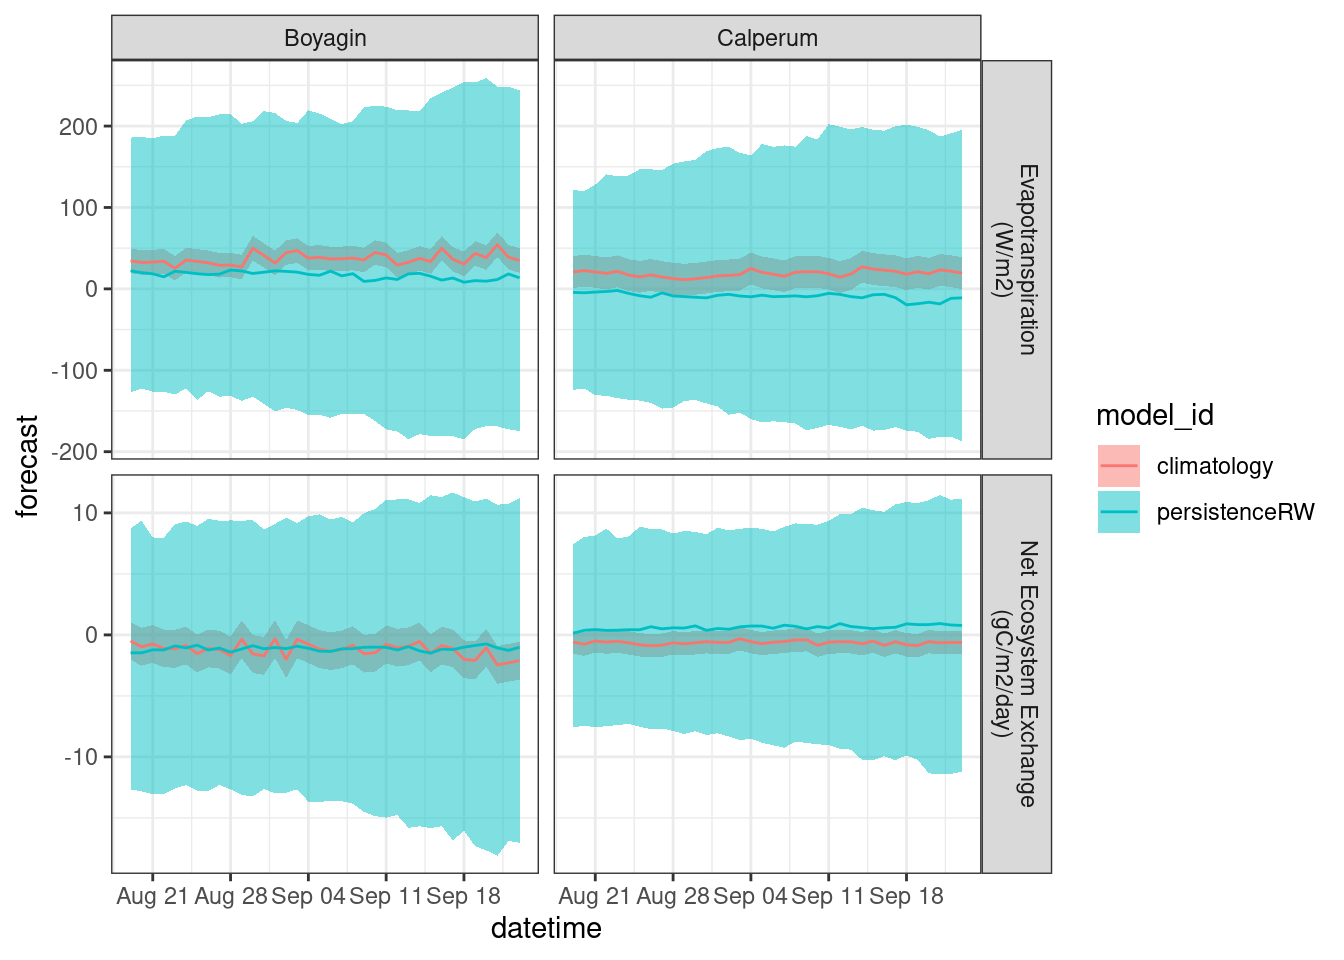 Boyagin
Calperum
200
100
0
-100
-200
Evapotranspiration
(W/m2)
10
0
-10
Net Ecosystem Exchange
(gC/m2/day)
Aug 21 Aug 28 Sep 04 Sep 11 Sep 18
Aug 21 Aug 28 Sep 04 Sep 11 Sep 18
datetime
forecast
model_id
climatology
persistenceRW